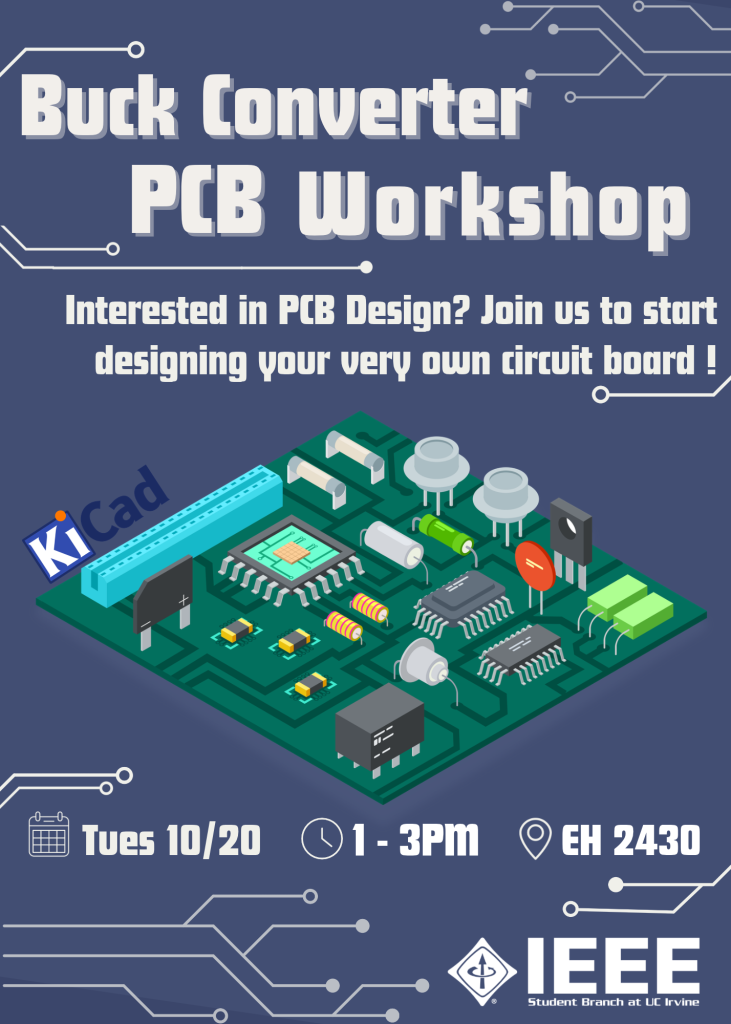 Buck Converter
PCB Workshop
Interested in PCB Design? Join us to start
designing your very own circuit board !
KiCad
Tues 10/20
1 - 3PM
EH 2430
IEEE
®
Student Branch at UC Irvine